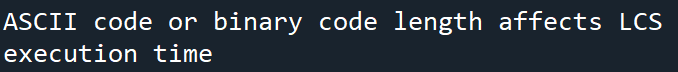 ASCII code or binary code length affects LCS
execution time